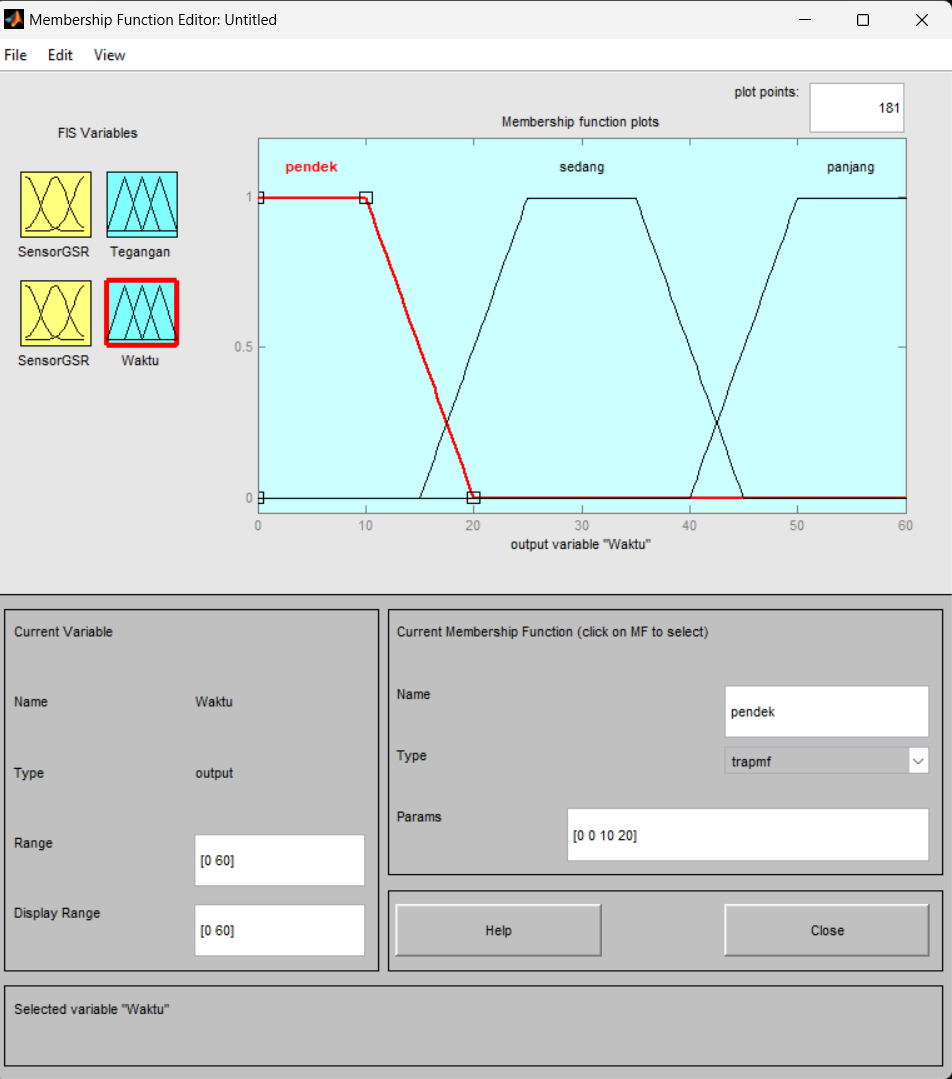 Membership Function Editor: Untitled
File Edit View
plot points: 181
FIS Variables
Membership function plots
SensorGSR Tegangan
SensorGSR Waktu
pendek sedang panjang
1
0.5
0
0 10 20 30 40 50 60
output variable "Waktu"
Current Variable
Name Waktu
Type output
Range [0 60]
Display Range [0 60]
Current Membership Function (click on MF to select)
Name pendek
Type trapmf
Params [0 0 10 20]
Help Close
Selected variable "Waktu"